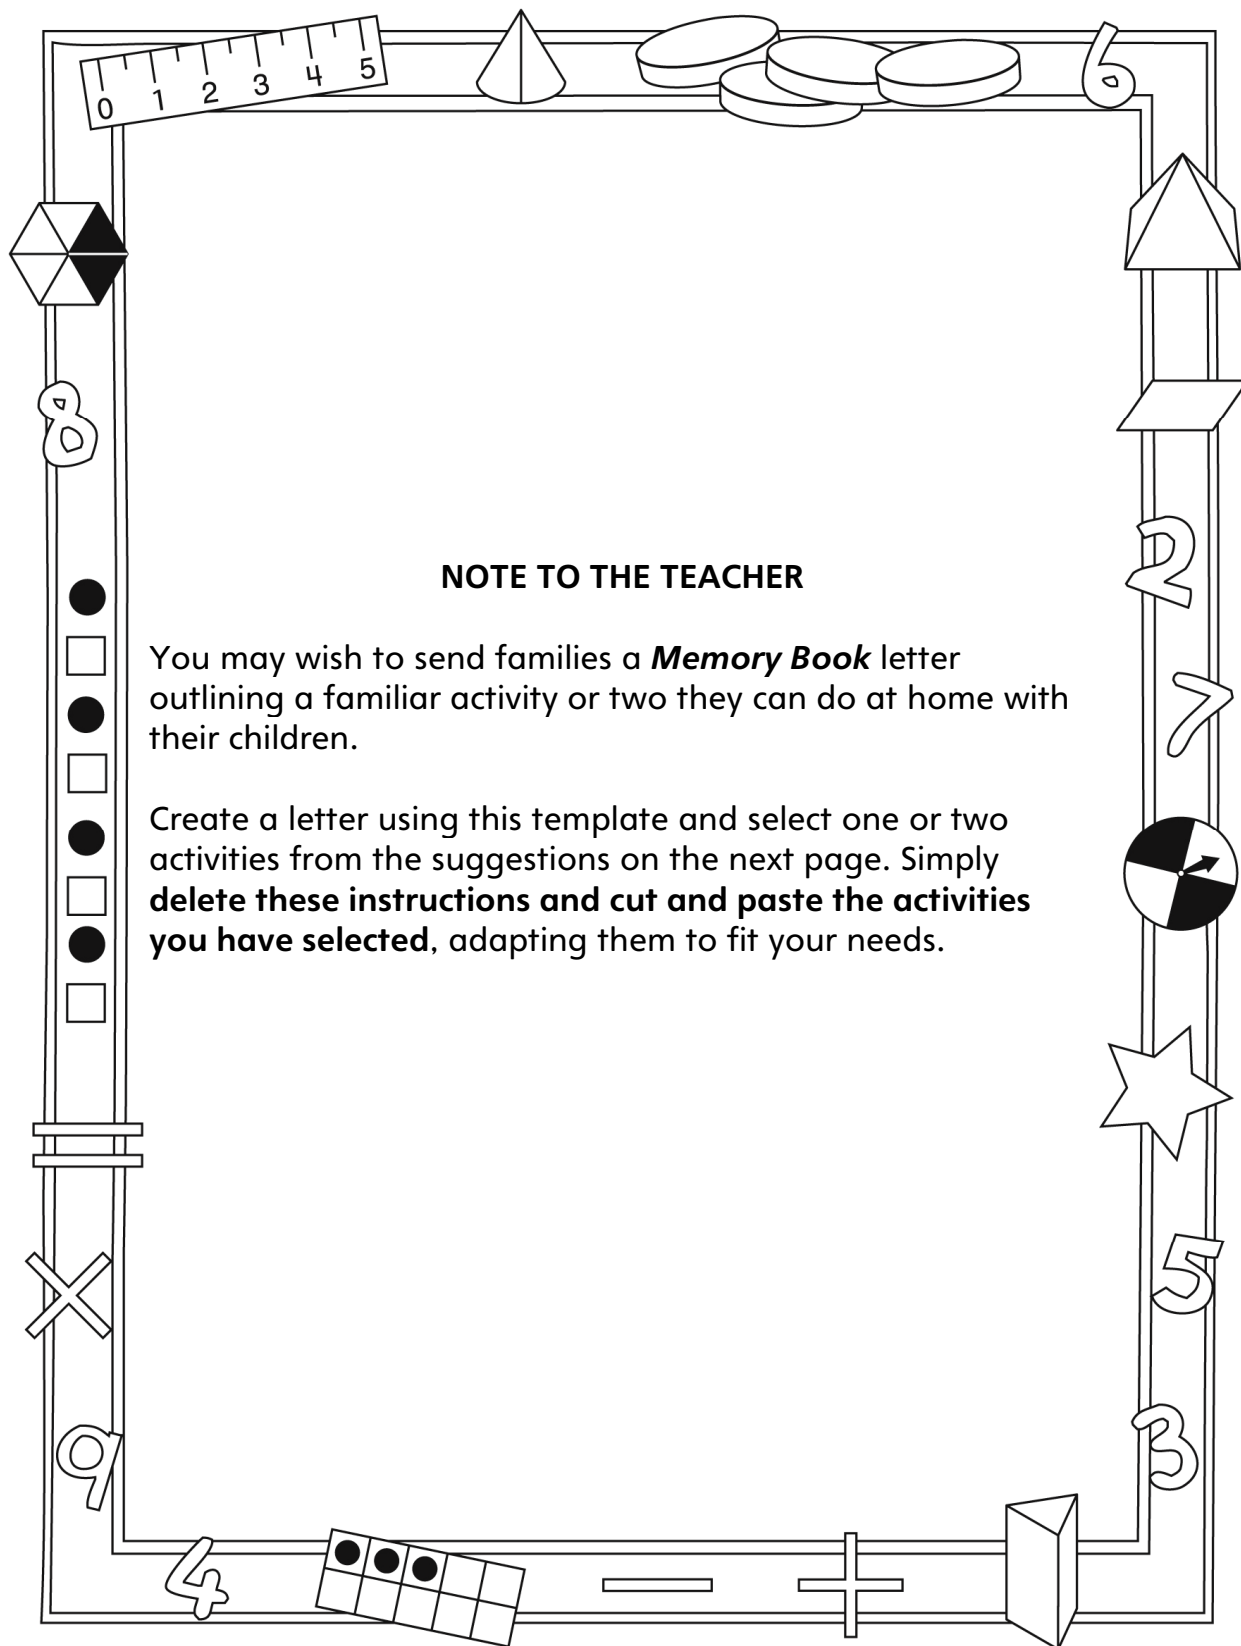 0 1 2 3 4 5
6
8
2
7
NOTE TO THE TEACHER
You may wish to send families a Memory Book letter
outlining a familiar activity or two they can do at home with
their children.
Create a letter using this template and select one or two
activities from the suggestions on the next page. Simply
delete these instructions and cut and paste the activities
you have selected, adapting them to fit your needs.
=
5
×
3
9
4
−
+